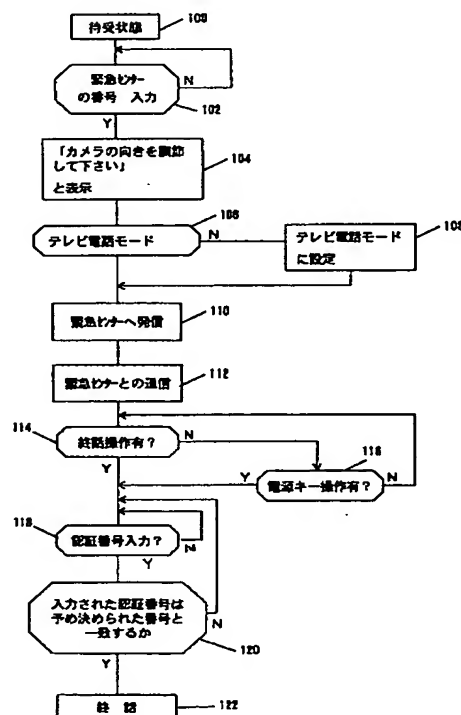 100
待受状態
緊急センター
の番号 入力
N
102
Y
「カメラの向きを調節
して下さい」
と表示
104
106
テレビ電話モード
N
108
テレビ電話モード
に設定
緊急センターへ発信
110
緊急センターとの通信
112
114
終話操作有?
N
116
Y
電源キー操作有?
N
Y
118
認証番号入力?
N
Y
入力された認証番号は
予め決められた番号と
一致するか
N
120
Y
終 話
122